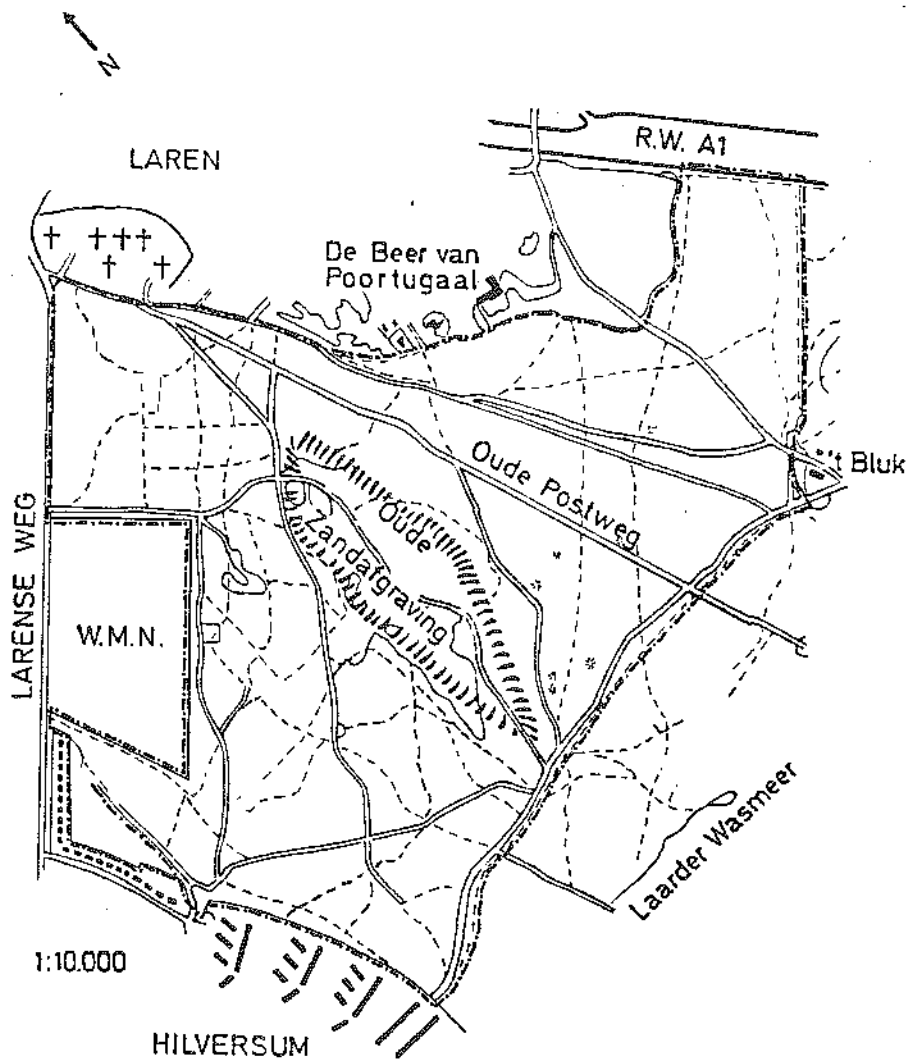 N
LAREN
R.W. A1
De Beer van
Poortugaal
't Bluk
Oude Postweg
Oude
Zandafgraving
LARENSE WEG
W.M.N.
Laarder Wasmeer
1:10.000
HILVERSUM